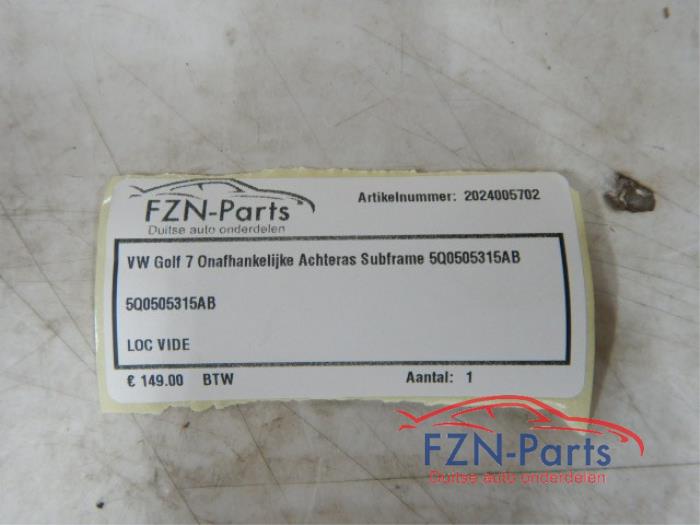 FZN-Parts
Duitse auto onderdelen
Artikelnummer: 2024005702
VW Golf 7 Onafhankelijke Achteras Subframe 5Q0505315AB
5Q0505315AB
LOC VIDE
€ 149.00 BTW Aantal: 1
FZN-Parts
Duitse auto onderdelen